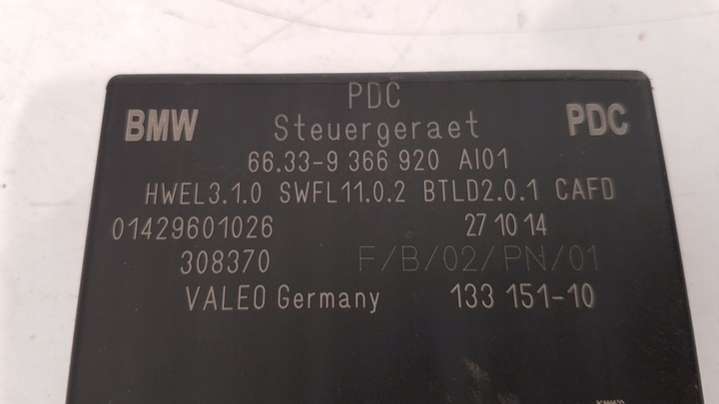 PDC
BMW Steuergeraet PDC
66.33-9 366 920 AI01
HWEL3.1.0 SWFL11.0.2 BTLD2.0.1 CAFD
01429601026 27 10 14
308370 F/B/02/PN/01
VALEO Germany 133 151-10